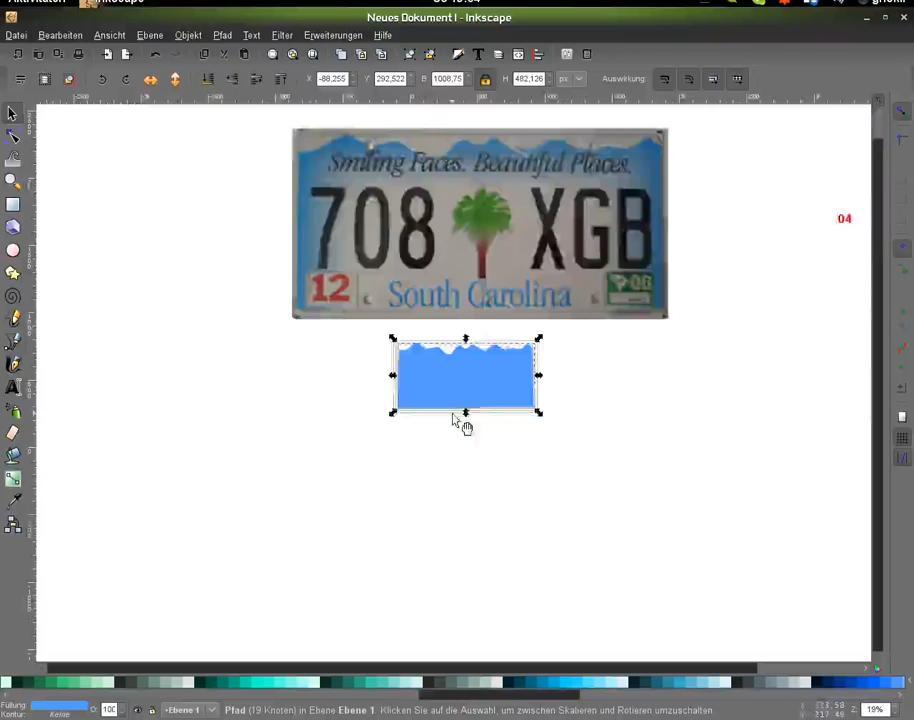 Neues Dokument 1 - Inkscape
Datei Bearbeiten Ansicht Ebene Objekt Pfad Text Filter Erweiterungen Hilfe
X -88,255 Y 292,522 B 1008,75 H 482,126 px Auswirkung:
Smiling Faces. Beautiful Places.
708 XGB
12
South Carolina
04
Füllung:
Kontur: Keine
O: 100
-Ebene 1
Pfad (19 Knoten) in Ebene Ebene 1. Klicken Sie auf die Auswahl, um zwischen Skalieren und Rotieren umzuschalten
Z: 19%